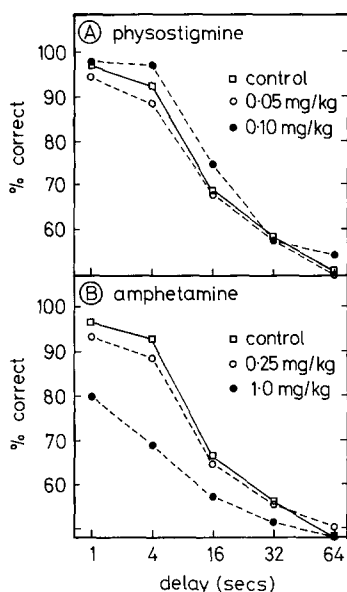 A physostigmine
100
90
80
70
60
% correct
control
0·05 mg/kg
0·10 mg/kg
B amphetamine
100
90
80
70
60
% correct
control
0·25 mg/kg
1·0 mg/kg
1 4 16 32 64
delay (secs)